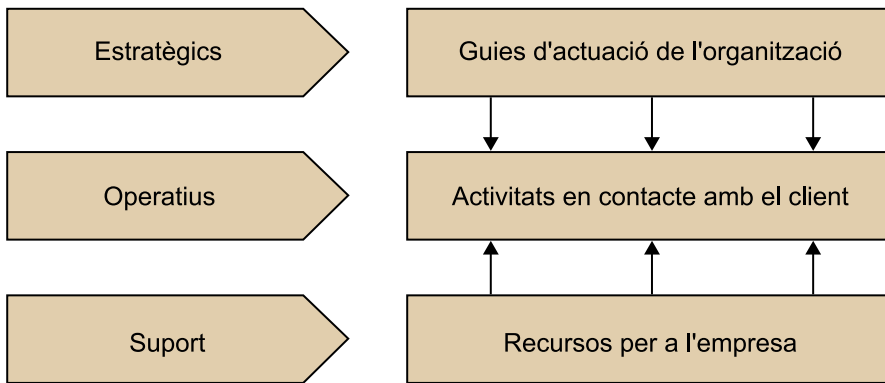 Estratègics
Guies d'actuació de l'organització
Operatius
Activitats en contacte amb el client
Suport
Recursos per a l'empresa